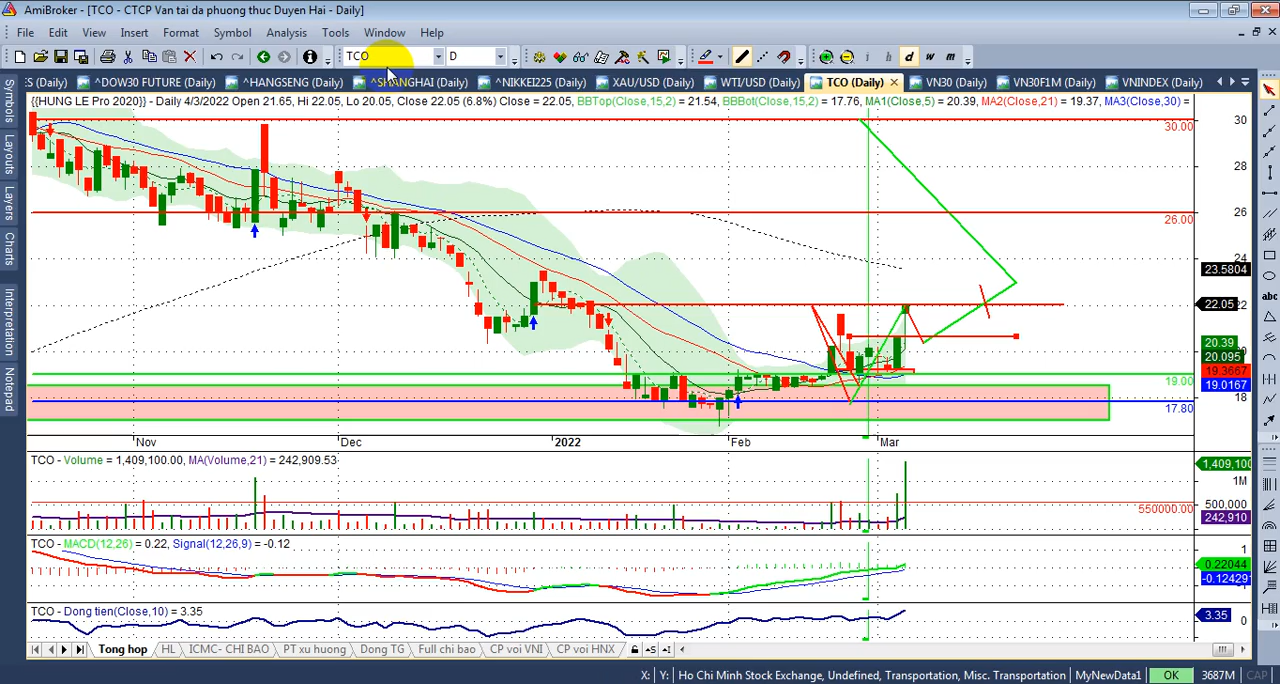 AmiBroker - [TCO - CTCP Van tai da phuong thuc Duyen Hai - Daily]
File Edit View Insert Format Symbol Analysis Tools Window Help
TCO D i h d w m
S (Daily) ^DOW30 FUTURE (Daily) ^HANGSENG (Daily) ^SHANGHAI (Daily) ^NIKKEI225 (Daily) XAU/USD (Daily) WTI/USD (Daily) TCO (Daily) VN30 (Daily) VN30F1M (Daily) VNINDEX (Daily)
{{HUNG LE Pro 2020}} - Daily 4/3/2022 Open 21.65, Hi 22.05, Lo 20.05, Close 22.05 (6.8%) Close = 22.05, BBTop(Close,15,2) = 21.54, BBBot(Close,15,2) = 17.76, MA1(Close,5) = 20.39, MA2(Close,21) = 19.37, MA3(Close,30) =
Symbols
Layouts
Layers
Charts
Interpretation
Notepad
abc
30
30.00
28
26
26.00
24
23.5804
22.05
22
20.39
20.095
20
19.3667
19.0167
19.00
18
17.80
Nov Dec 2022 Feb Mar
TCO - Volume = 1,409,100.00, MA(Volume,21) = 242,909.53
1,409,100
1M
500,000
550000.00
242,910
TCO - MACD(12,26) = 0.22, Signal(12,26,9) = -0.12
1
0.22044
-0.12429
TCO - Dong tien(Close,10) = 3.35
3.35
0
Tong hop HL ICMC- CHI BAO PT xu huong Dong TG Full chi bao CP voi VNI CP voi HNX
X: Y: Ho Chi Minh Stock Exchange, Undefined, Transportation, Misc. Transportation MyNewData1 OK 3687M CAP